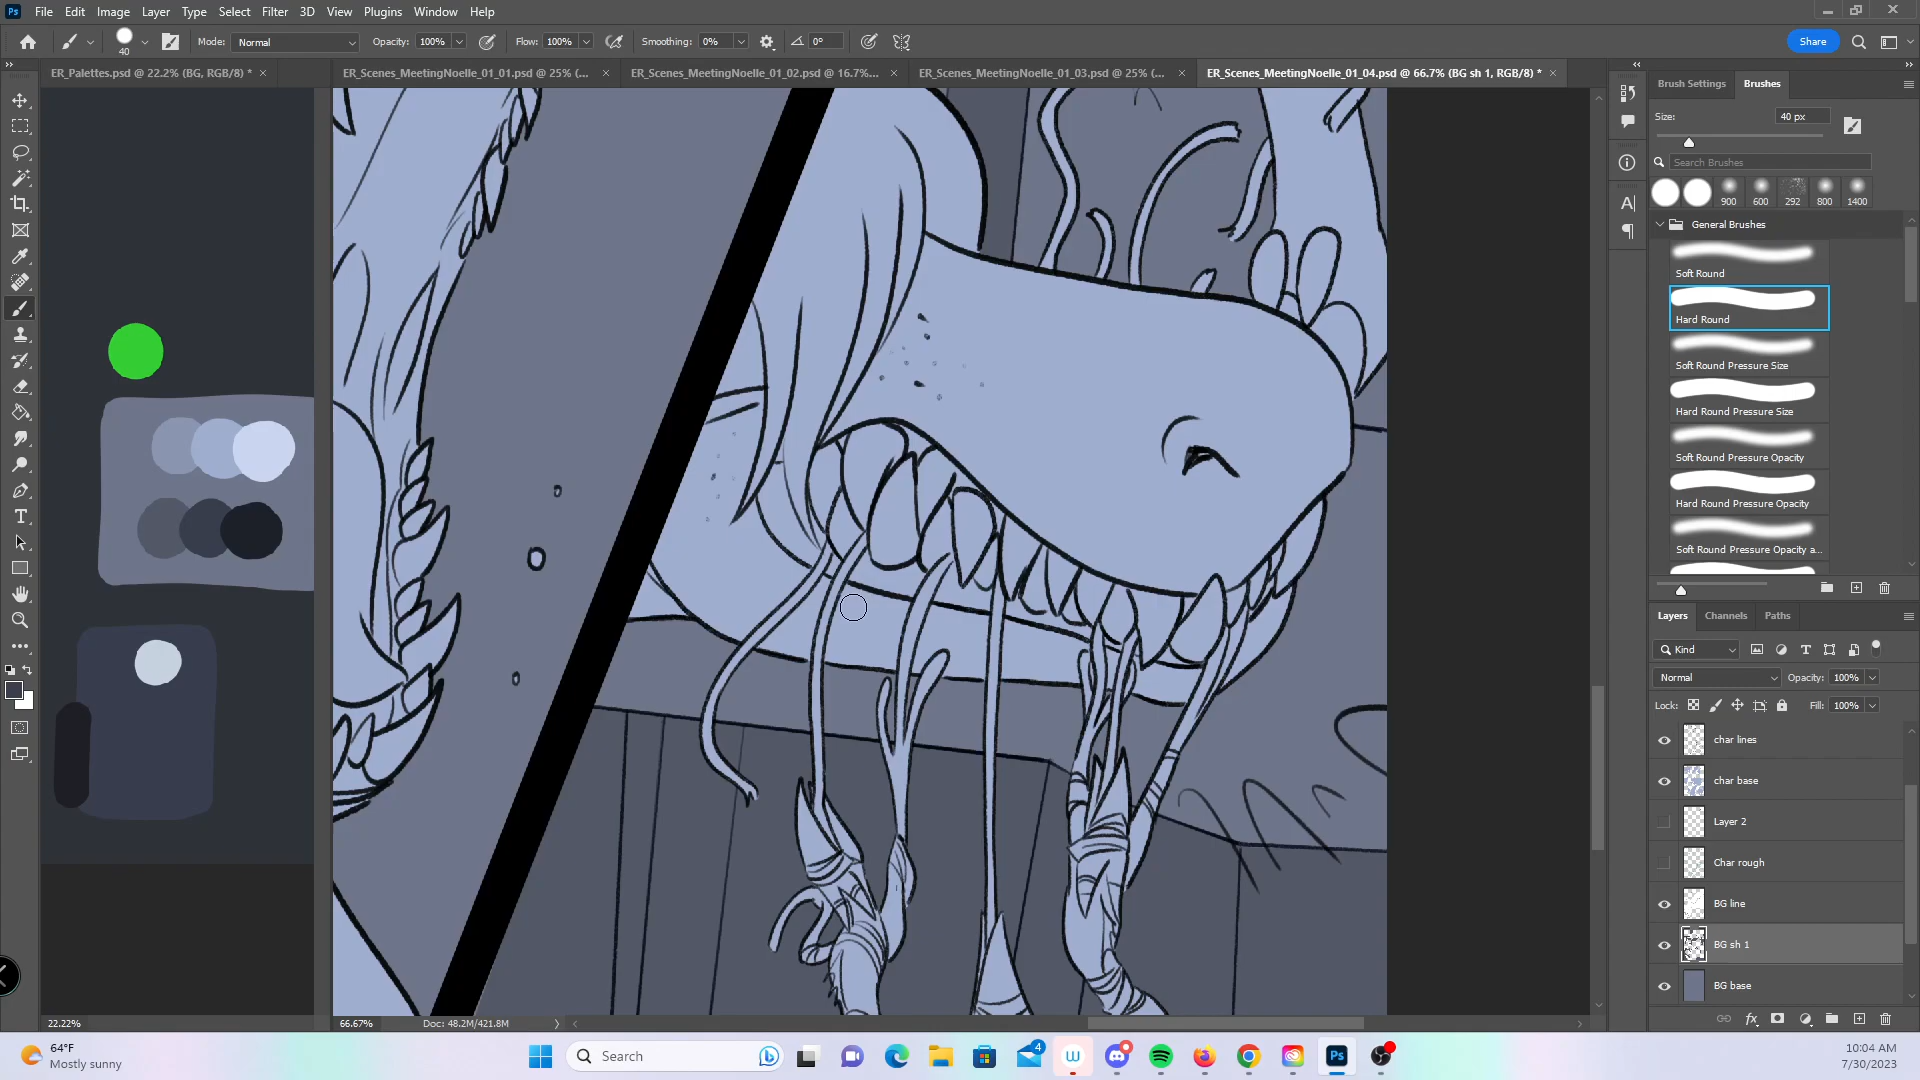 File Edit Image Layer Type Select Filter 3D View Plugins Window Help
40 Mode: Normal Opacity: 100% Flow: 100% Smoothing: 0% 0° Share
ER_Palettes.psd @ 22.2% (BG, RGB/8) * ER_Scenes_MeetingNoelle_01_01.psd @ 25% (... ER_Scenes_MeetingNoelle_01_02.psd @ 16.7%... ER_Scenes_MeetingNoelle_01_03.psd @ 25% (... ER_Scenes_MeetingNoelle_01_04.psd @ 66.7% (BG sh 1, RGB/8) *
Brush Settings Brushes
Size: 40 px
Search Brushes
900 600 292 800 1400
General Brushes
Soft Round
Hard Round
Soft Round Pressure Size
Hard Round Pressure Size
Soft Round Pressure Opacity
Hard Round Pressure Opacity
Soft Round Pressure Opacity a...
Layers Channels Paths
Kind
Normal Opacity: 100%
Lock: Fill: 100%
char lines
char base
Layer 2
Char rough
BG line
BG sh 1
BG base
22.22% 66.67% Doc: 48.2M/421.8M
64°F
Mostly sunny
Search
4
10:04 AM
7/30/2023